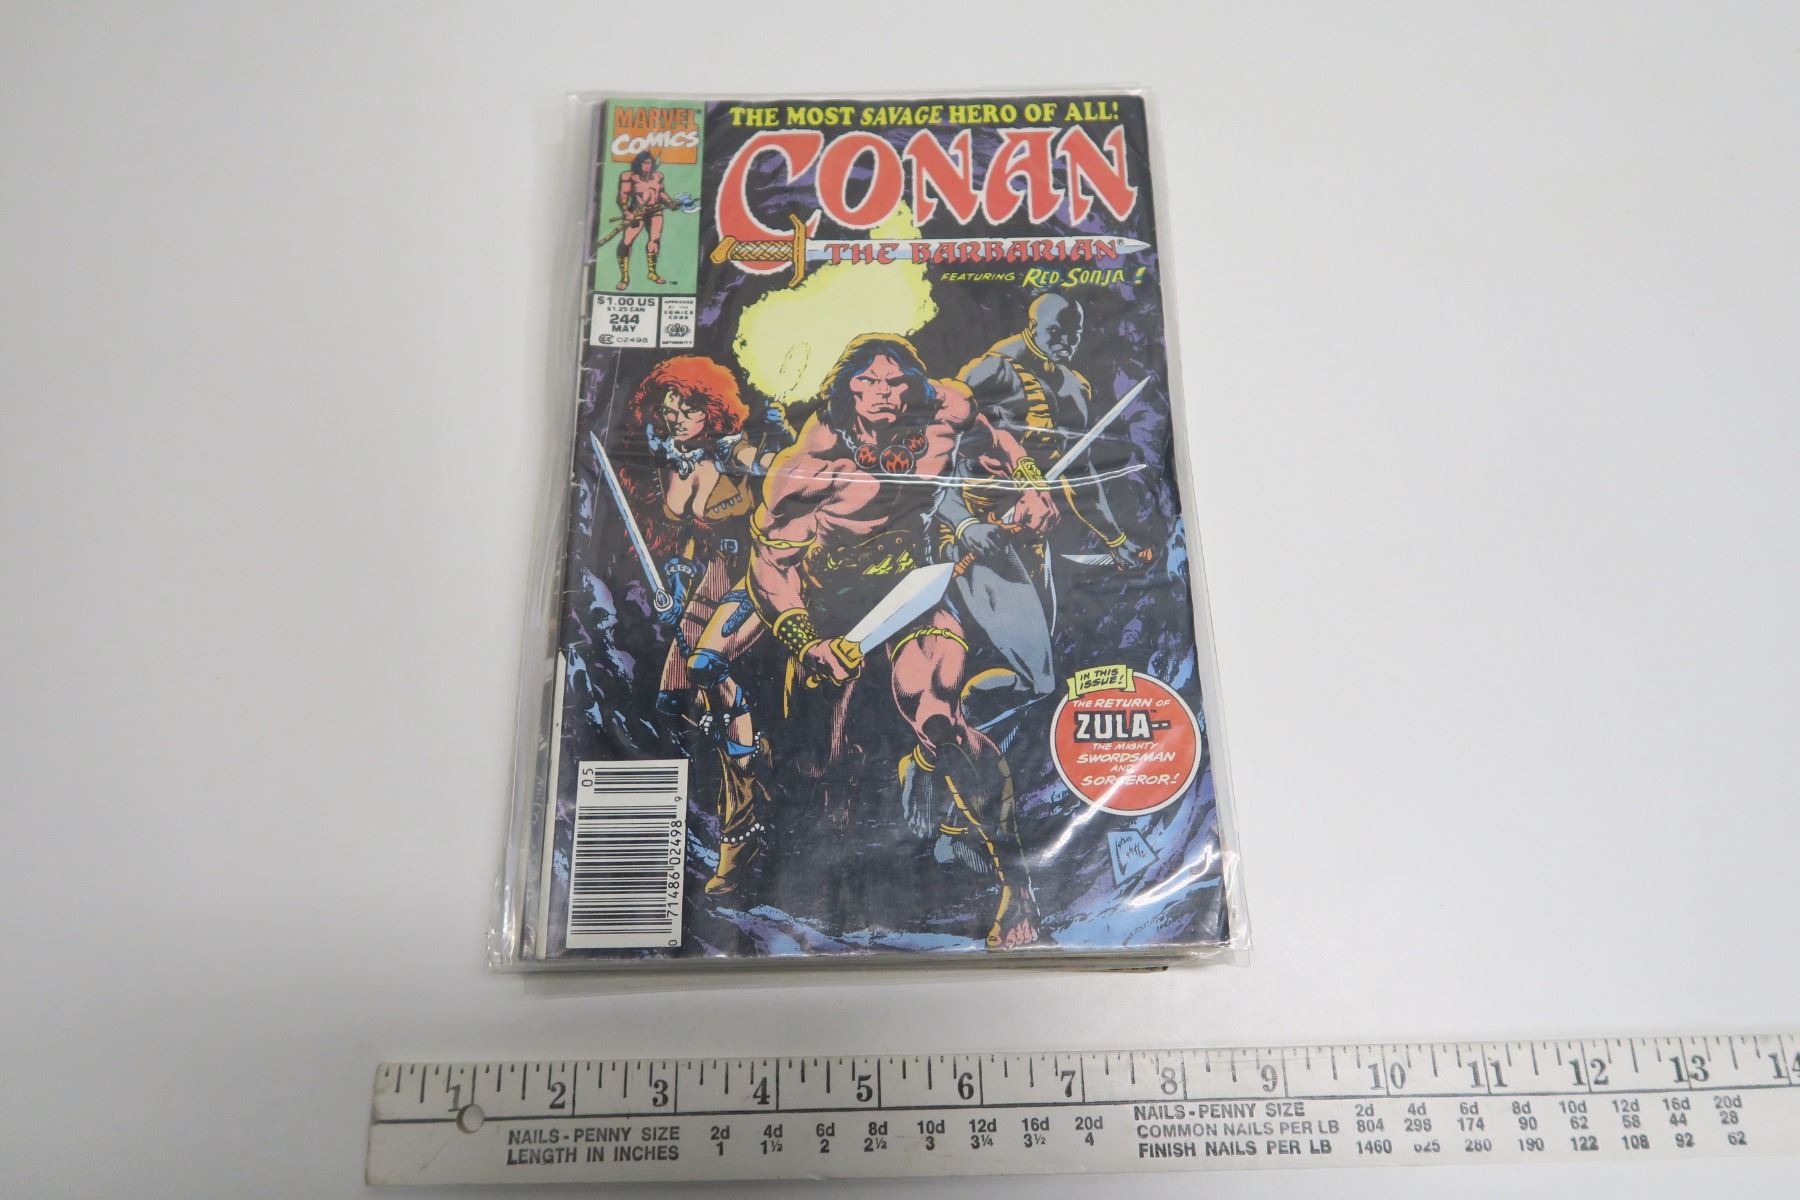 THE MOST SAVAGE HERO OF ALL!
MARVEL
COMICS
CONAN
THE BARBARIAN®
FEATURING RED SONJA!
TM
$1.00 US
$1.25 CAN
244
MAY
CC 02498
APPROVED
BY THE
COMICS
CODE
AUTHORITY
IN THIS
ISSUE!
THE RETURN OF
ZULA--
THE MIGHTY
SWORDSMAN
AND
SORCEROR!
05
0 71486 02498 9
1 2 3 4 5 6 7 8 9 10 11 12 13 14
NAILS-PENNY SIZE 2d 4d 6d 8d 10d 12d 16d 20d
LENGTH IN INCHES 1 1½ 2 2½ 3 3¼ 3½ 4
NAILS-PENNY SIZE 2d 4d 6d 8d 10d 12d 16d 20d
COMMON NAILS PER LB 804 298 174 90 62 58 44 28
FINISH NAILS PER LB 1460 625 280 190 122 108 92 62